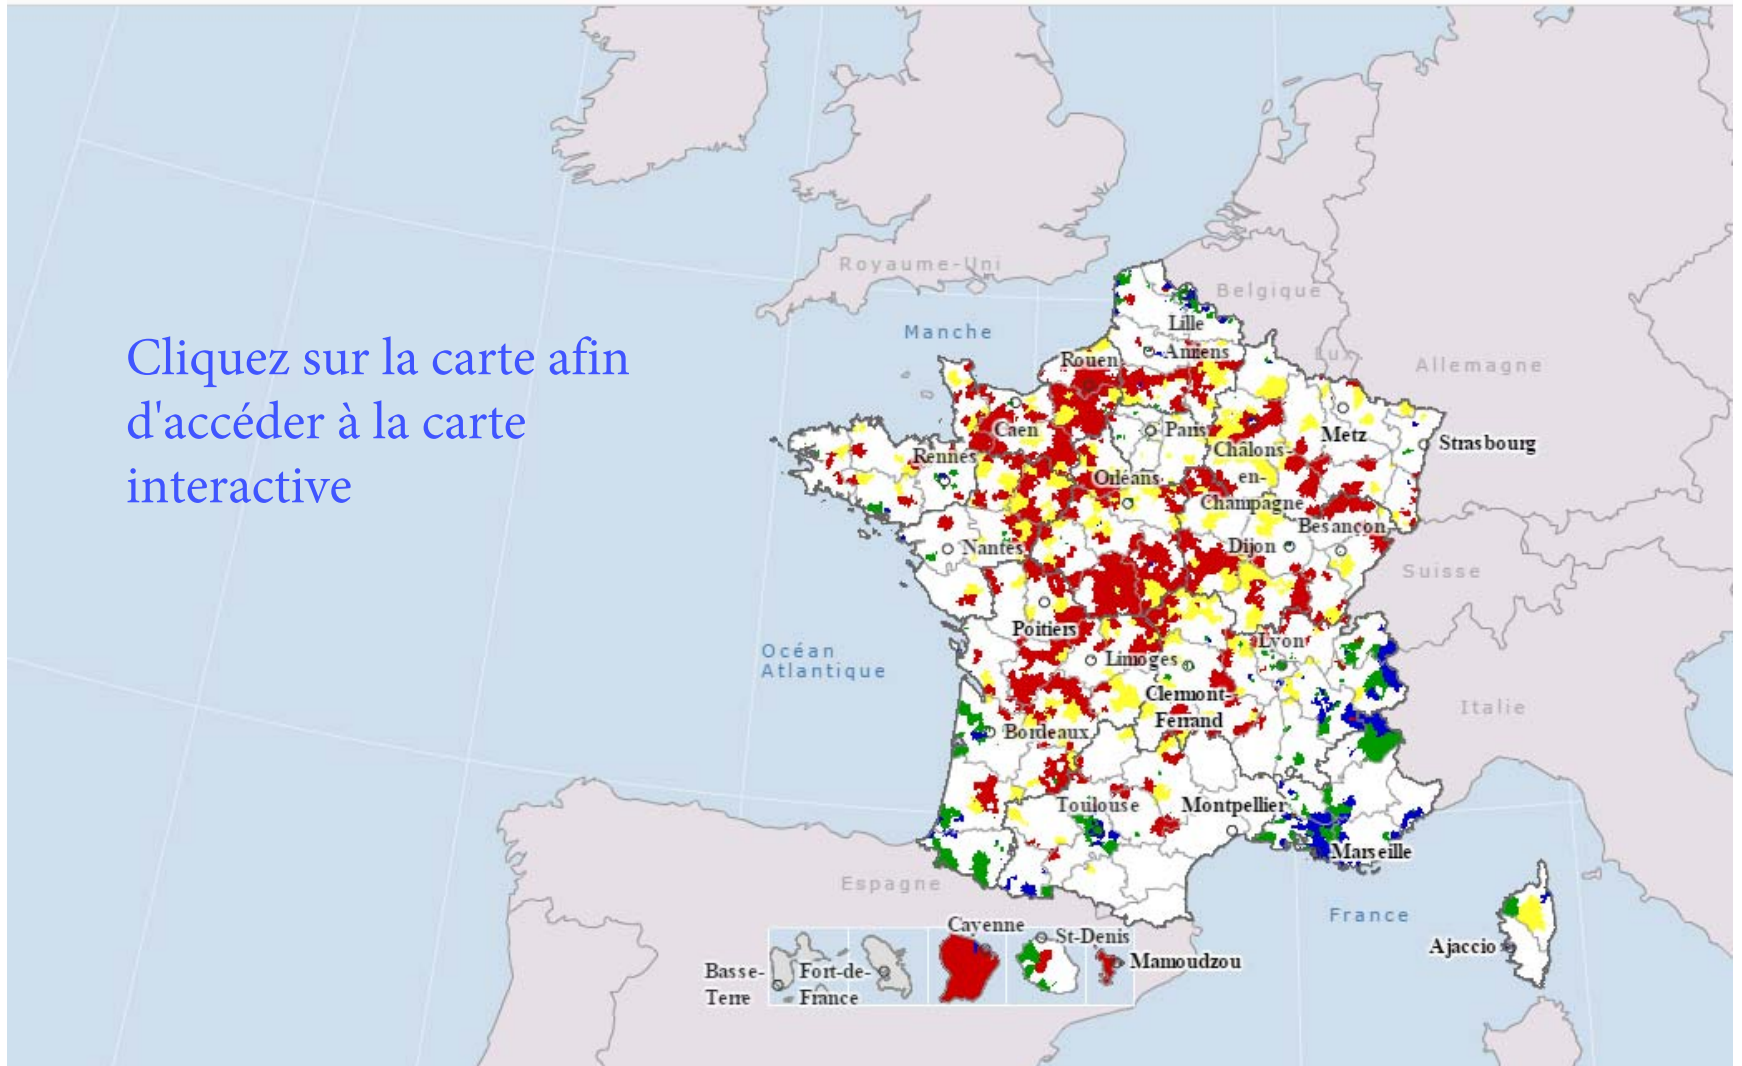 Cliquez sur la carte afin
d'accéder à la carte
interactive
Royaume-Uni
Belgique
Manche
Lille
Amiens
Rouen
Lux.
Allemagne
Caen
Paris
Metz
Strasbourg
Rennes
Châlons-
en-
Champagne
Orléans
Besançon
Nantes
Dijon
Suisse
Poitiers
Lyon
Océan
Atlantique
Limoges
Clermont-
Ferrand
Italie
Bordeaux
Toulouse
Montpellier
Marseille
Espagne
France
Ajaccio
Cayenne
St-Denis
Mamoudzou
Basse-
Terre
Fort-de-
France